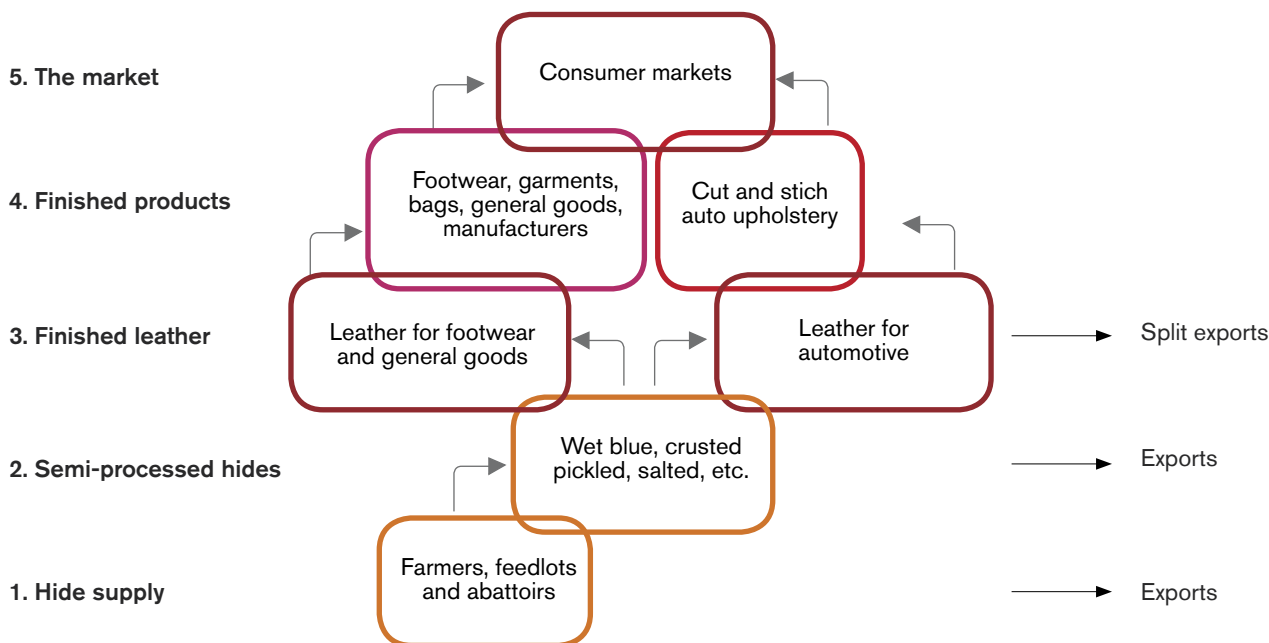 5. The market
Consumer markets
4. Finished products
Footwear, garments,
bags, general goods,
manufacturers
Cut and stich
auto upholstery
3. Finished leather
Leather for footwear
and general goods
Leather for
automotive
Split exports
2. Semi-processed hides
Wet blue, crusted
pickled, salted, etc.
Exports
1. Hide supply
Farmers, feedlots
and abattoirs
Exports